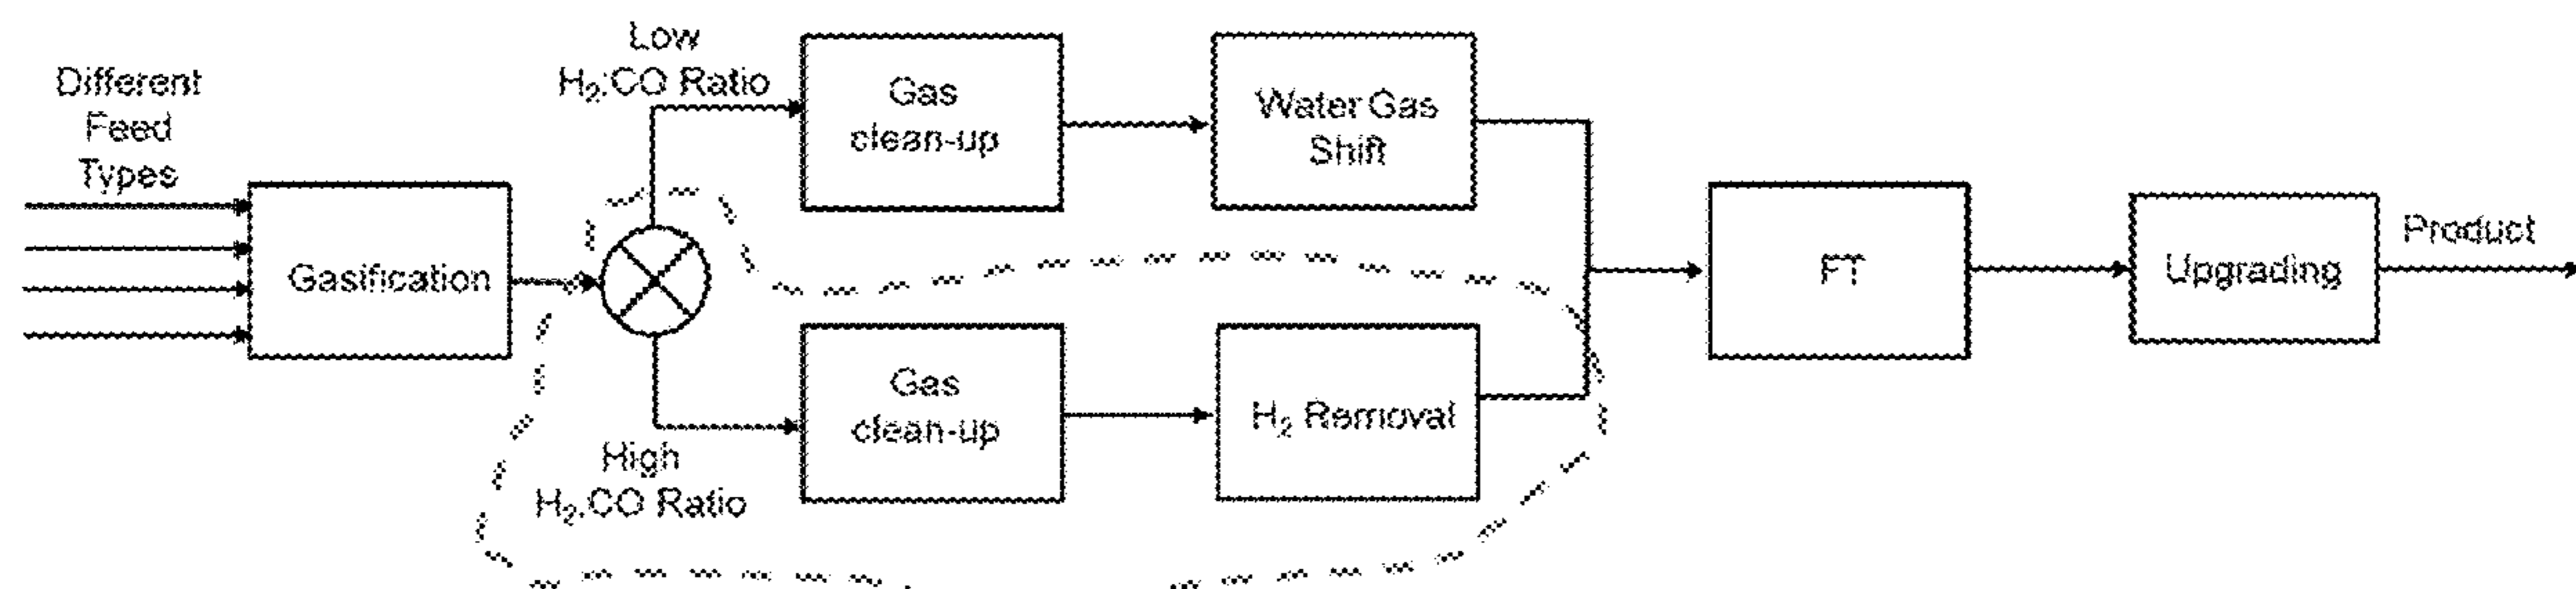 Different
Feed
Types
Gasification
Low
H₂:CO Ratio
Gas
clean-up
Water Gas
Shift
High
H₂:CO Ratio
Gas
clean-up
H₂ Removal
FT
Upgrading
Product